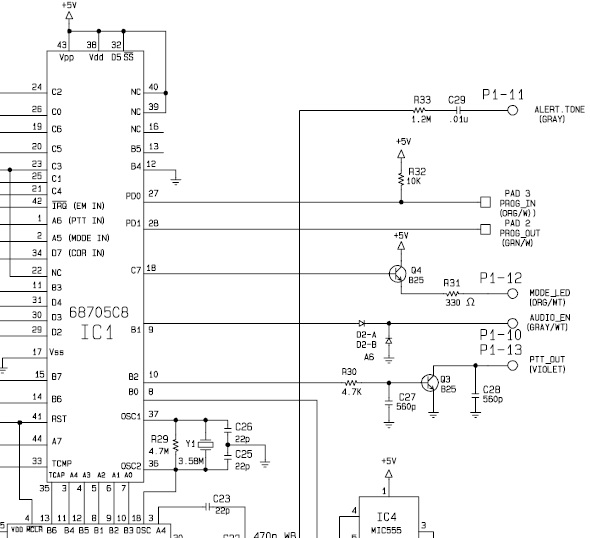 +5V
43 38 32
Vpp Vdd D5 SS
24 C2 NC 40
26 C0 NC 39
19 C6 NC 16
20 C5 B5 13
23 C3 B4 12
25 C1
21 C4
42 IRQ (EM IN) PD0 27
1 A6 (PTT IN)
PD1 28
2 A5 (MODE IN)
34 D7 (COR IN)
22 NC C7 18
11 B3
31 D4
30 D3
29 D2
68705C8
IC1
B1 9
17 Vss
15 B7 B2 10
B0 8
14 B6
41 RST OSC1 37
44 A7
33 TCMP OSC2 36
TCAP A4 A3 A2 A1 A0
35 3 4 5 6 7
4 13 11 12 8 9 10 18 3
VDD MCLR B6 B4 B5 B1 B2 B3 OSC A4
R33
1.2M
C29
.01u
P1-11
ALERT.TONE
(GRAY)
+5V
R32
10K
PAD 3
PROG_IN
(ORG/W))
PAD 2
PROG_OUT
(GRN/W)
+5V
Q4
B25
R31
330 Ω
P1-12
MODE_LED
(ORG/WT)
AUDIO_EN
(GRAY/WT)
P1-10
D2-A
D2-B
A6
P1-13
PTT_OUT
(VIOLET)
R30
4.7K
Q3
B25
C27
560p
C28
560p
R29
4.7M
Y1
3.58M
C26
22p
C25
22p
C23
22p
+5V
1
IC4
MIC555
4
3